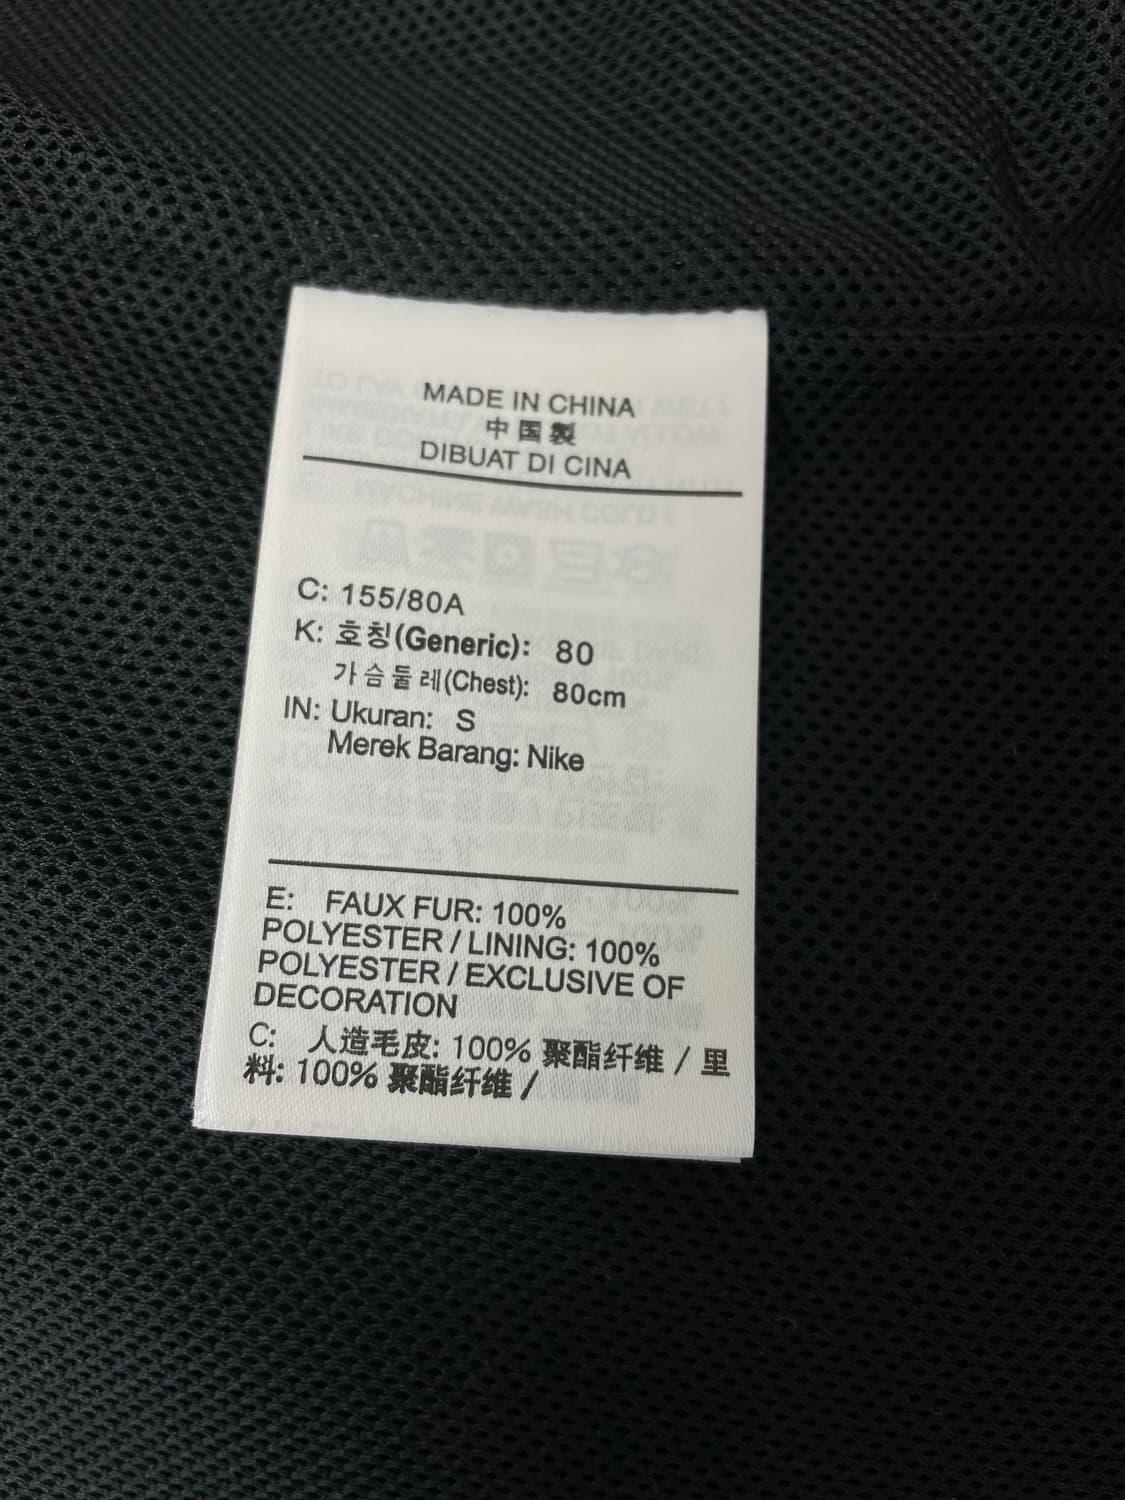 MADE IN CHINA
中国製
DIBUAT DI CINA
C: 155/80A
K: 호칭(Generic): 80
가슴둘레(Chest): 80cm
IN: Ukuran: S
Merek Barang: Nike
E: FAUX FUR: 100%
POLYESTER / LINING: 100%
POLYESTER / EXCLUSIVE OF
DECORATION
C: 人造毛皮: 100% 聚酯纤维 / 里
料: 100% 聚酯纤维 /